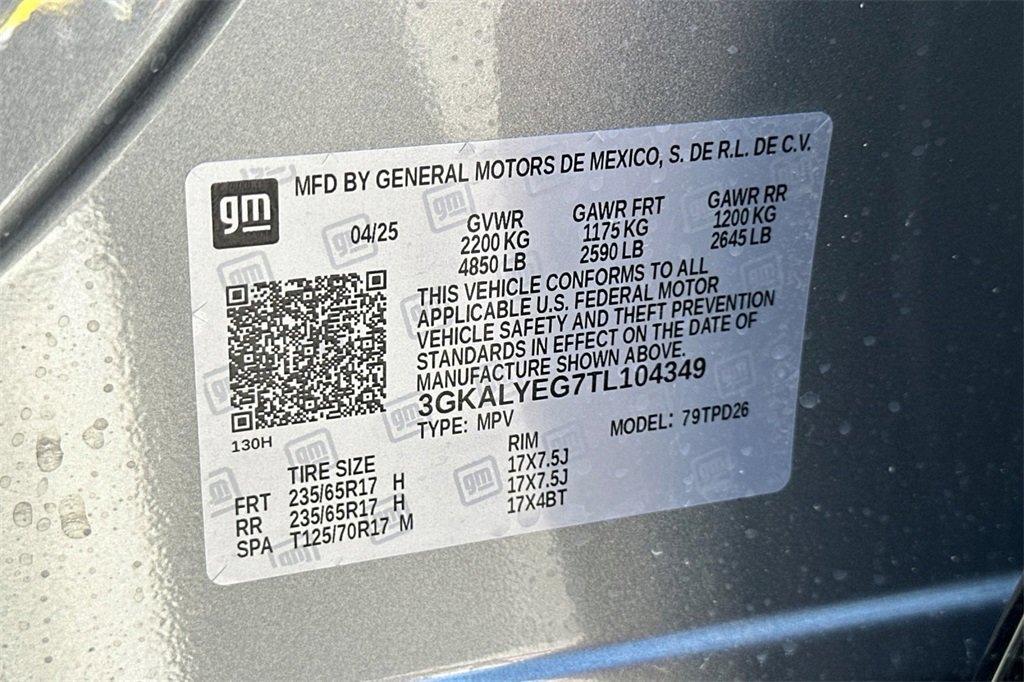 MFD BY GENERAL MOTORS DE MEXICO, S. DE R.L. DE C.V.
gm
04/25
GVWR
2200 KG
4850 LB
GAWR FRT
1175 KG
2590 LB
GAWR RR
1200 KG
2645 LB
THIS VEHICLE CONFORMS TO ALL
APPLICABLE U.S. FEDERAL MOTOR
VEHICLE SAFETY AND THEFT PREVENTION
STANDARDS IN EFFECT ON THE DATE OF
MANUFACTURE SHOWN ABOVE.
3GKALYEG7TL104349
TYPE: MPV
MODEL: 79TPD26
130H
TIRE SIZE RIM
FRT 235/65R17 H 17X7.5J
RR 235/65R17 H 17X7.5J
SPA T125/70R17 M 17X4BT